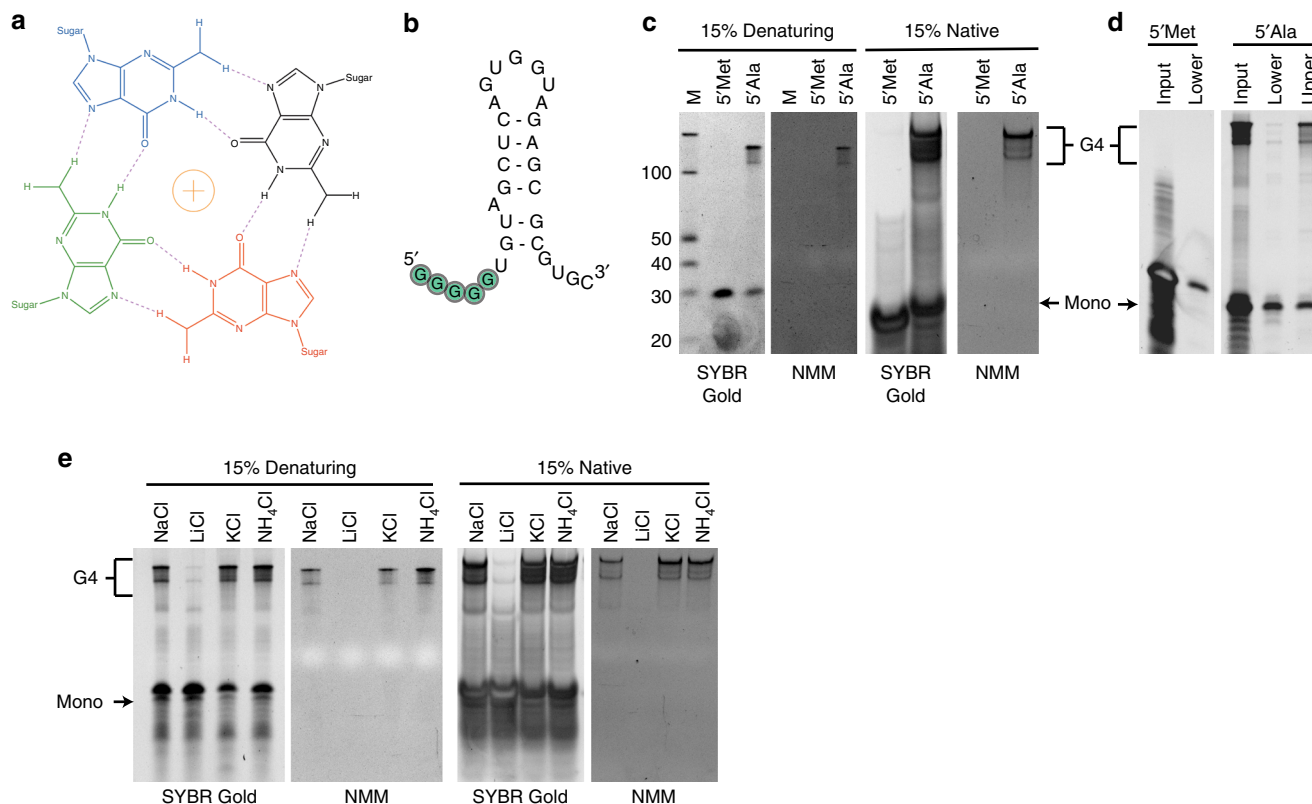 a
Sugar
N
N
N
N
O
H
H
H
N
N
N
N
O
H
H
H
Sugar
N
N
N
N
O
H
H
H
Sugar
N
N
N
N
O
H
H
H
Sugar
+
b
5′ GGGGGUGUAGCUCAGUGGUAGAGCGCGUGC 3′
c
15% Denaturing
15% Native
M
5′Met
5′Ala
M
5′Met
5′Ala
5′Met
5′Ala
5′Met
5′Ala
100
50
40
30
20
SYBR
Gold
NMM
SYBR
Gold
NMM
G4
Mono
d
5′Met
5′Ala
Input
Lower
Input
Lower
Upper
e
15% Denaturing
15% Native
NaCl
LiCl
KCl
NH4Cl
NaCl
LiCl
KCl
NH4Cl
NaCl
LiCl
KCl
NH4Cl
NaCl
LiCl
KCl
NH4Cl
G4
Mono
SYBR Gold
NMM
SYBR Gold
NMM